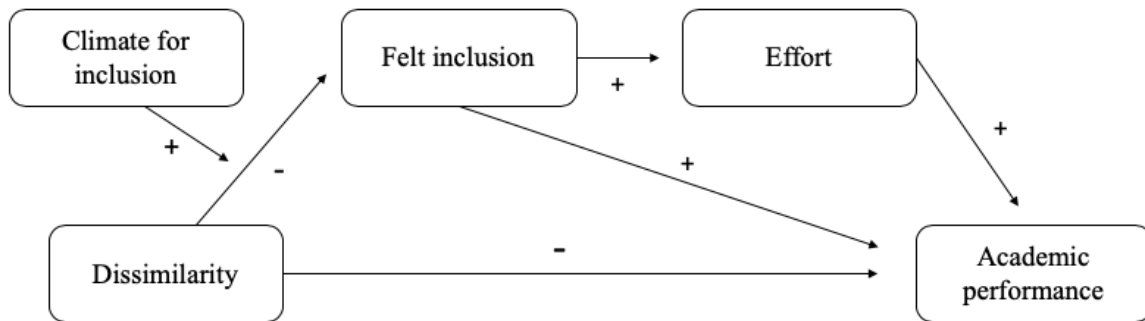 Climate for
inclusion
Felt inclusion
Effort
+
+
-
+
+
-
Dissimilarity
Academic
performance